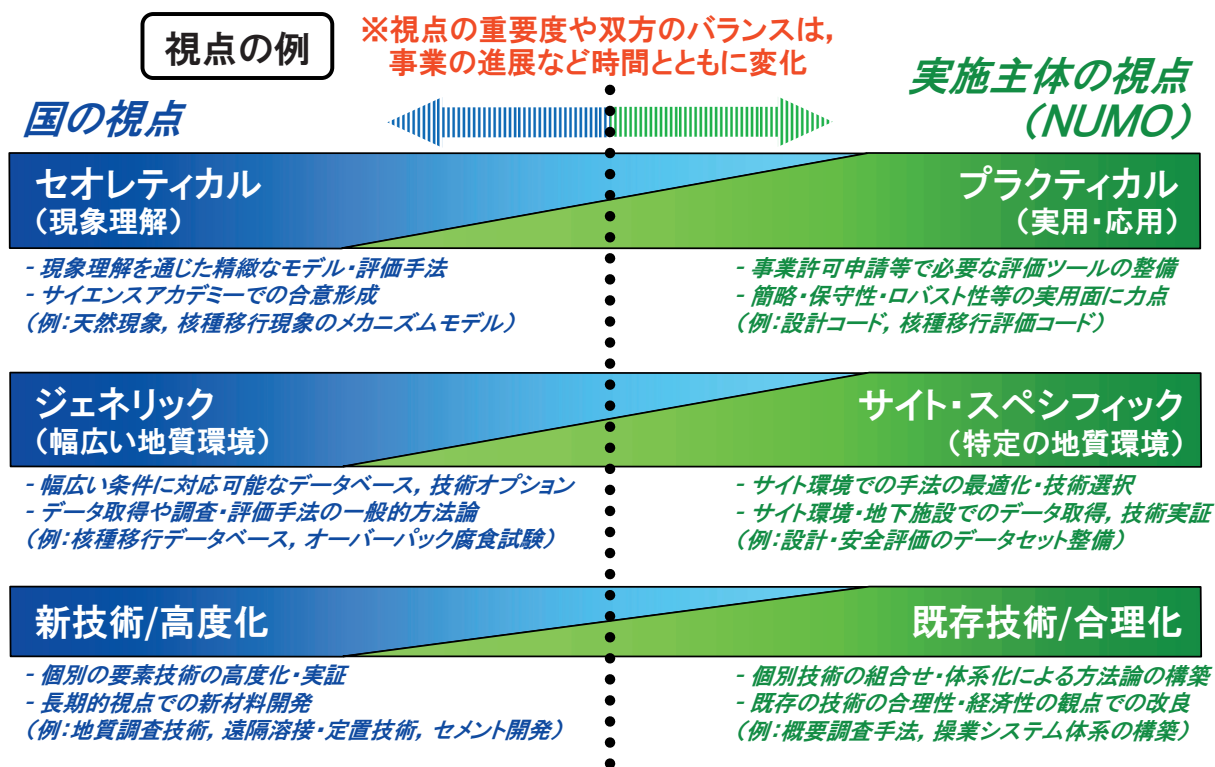 視点の例
※視点の重要度や双方のバランスは,
事業の進展など時間とともに変化
国の視点
実施主体の視点
(NUMO)
セオレティカル
(現象理解)
プラクティカル
(実用・応用)
- 現象理解を通じた精緻なモデル・評価手法
- サイエンスアカデミーでの合意形成
(例:天然現象, 核種移行現象のメカニズムモデル)
- 事業許可申請等で必要な評価ツールの整備
- 簡略・保守性・ロバスト性等の実用面に力点
(例:設計コード, 核種移行評価コード)
ジェネリック
(幅広い地質環境)
サイト・スペシフィック
(特定の地質環境)
- 幅広い条件に対応可能なデータベース, 技術オプション
- データ取得や調査・評価手法の一般的方法論
(例:核種移行データベース, オーバーパック腐食試験)
- サイト環境での手法の最適化・技術選択
- サイト環境・地下施設でのデータ取得, 技術実証
(例:設計・安全評価のデータセット整備)
新技術/高度化
既存技術/合理化
- 個別の要素技術の高度化・実証
- 長期的視点での新材料開発
(例:地質調査技術, 遠隔溶接・定置技術, セメント開発)
- 個別技術の組合せ・体系化による方法論の構築
- 既存の技術の合理性・経済性の観点での改良
(例:概要調査手法, 操業システム体系の構築)